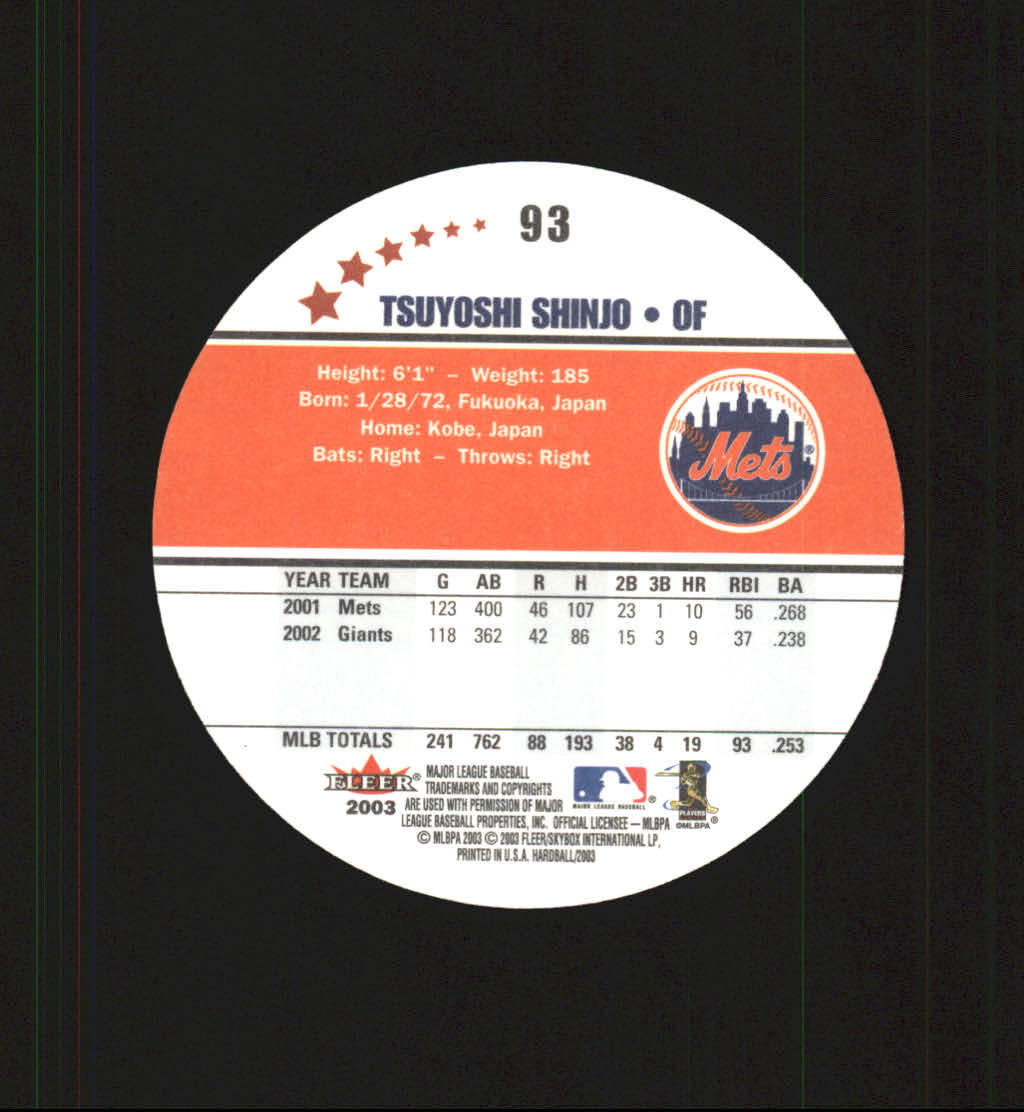 93
TSUYOSHI SHINJO • OF
Height: 6'1" – Weight: 185
Born: 1/28/72, Fukuoka, Japan
Home: Kobe, Japan
Bats: Right – Throws: Right
Mets®
YEAR TEAM G AB R H 2B 3B HR RBI BA
2001 Mets 123 400 46 107 23 1 10 56 .268
2002 Giants 118 362 42 86 15 3 9 37 .238
MLB TOTALS 241 762 88 193 38 4 19 93 .253
FLEER®
2003
MAJOR LEAGUE BASEBALL
TRADEMARKS AND COPYRIGHTS
ARE USED WITH PERMISSION OF MAJOR
LEAGUE BASEBALL PROPERTIES, INC. OFFICIAL LICENSEE — MLBPA
© MLBPA 2003 © 2003 FLEER/SKYBOX INTERNATIONAL LP,
PRINTED IN U.S.A. HARDBALL/2003
MAJOR LEAGUE BASEBALL®
PLAYERS
©MLBPA®